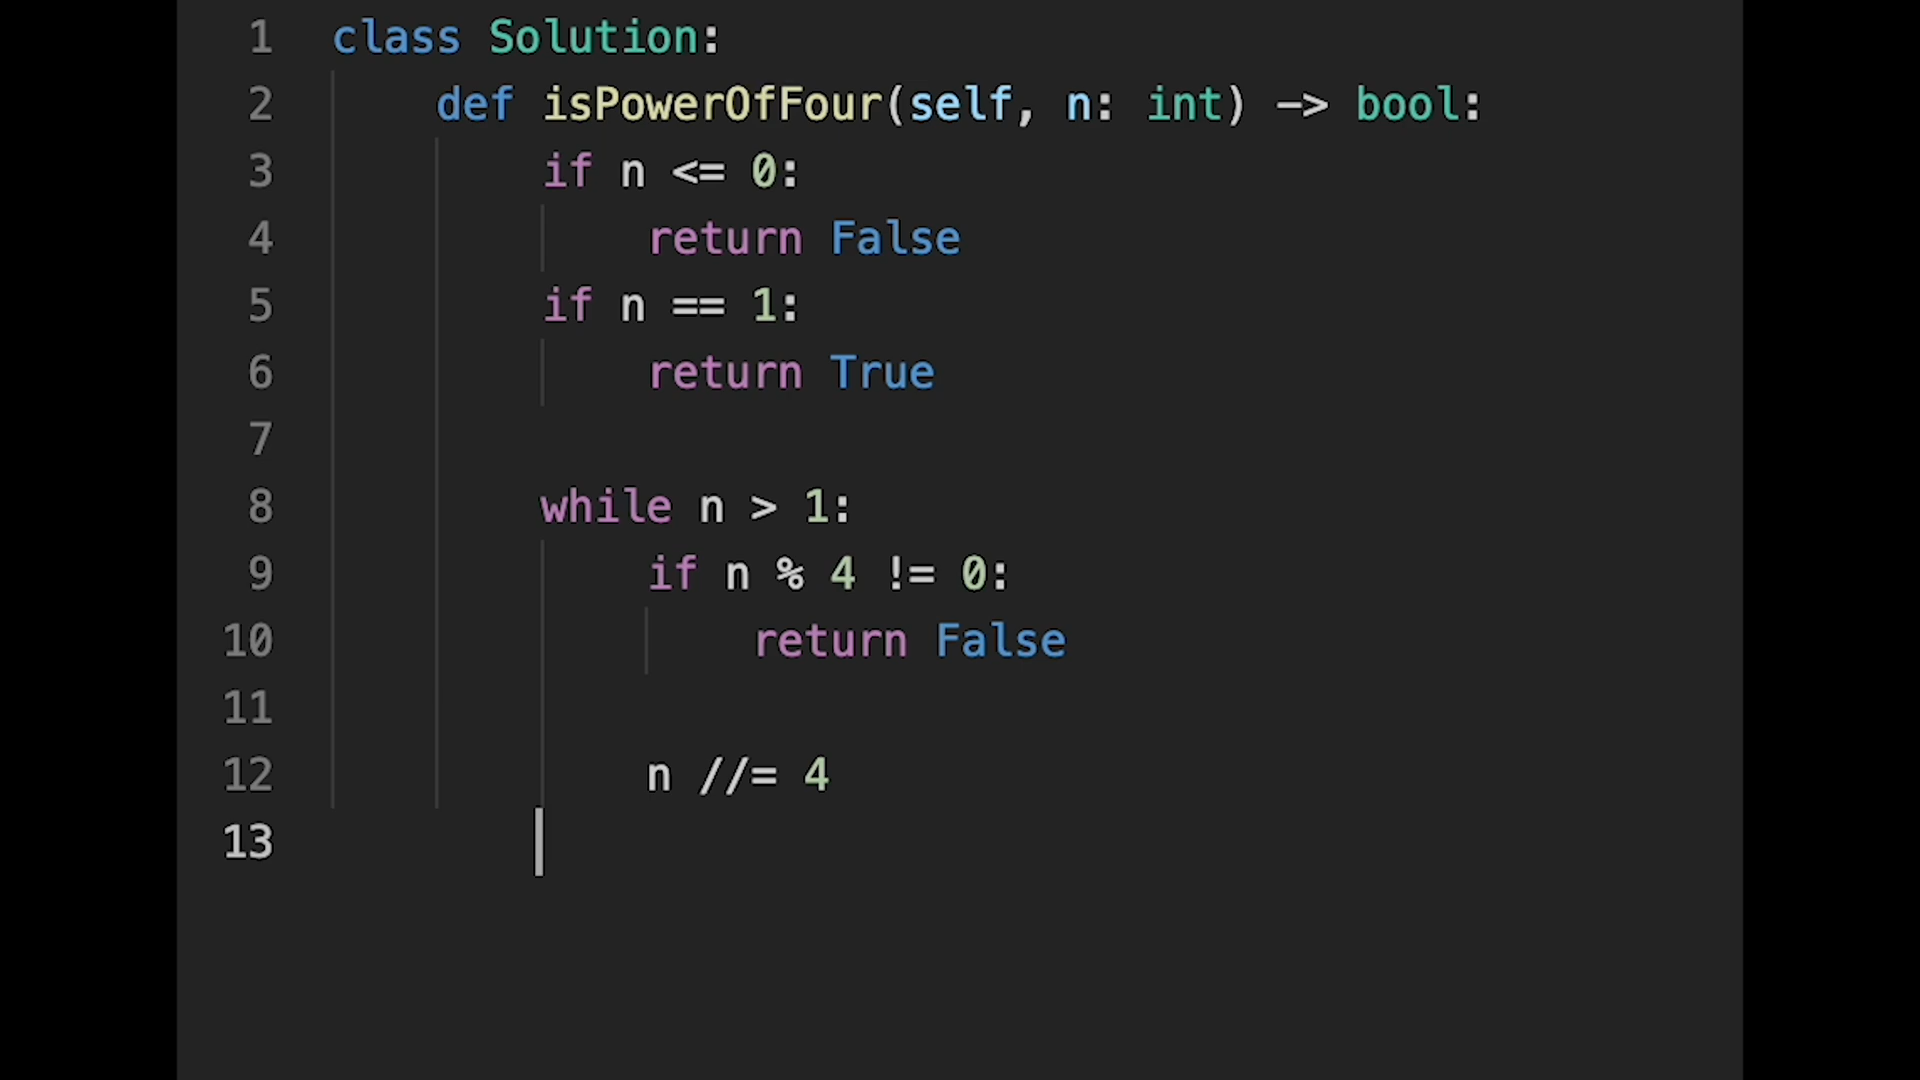 1 class Solution:
2     def isPowerOfFour(self, n: int) -> bool:
3         if n <= 0:
4             return False
5         if n == 1:
6             return True
7
8         while n > 1:
9             if n % 4 != 0:
10                 return False
11
12             n //= 4
13